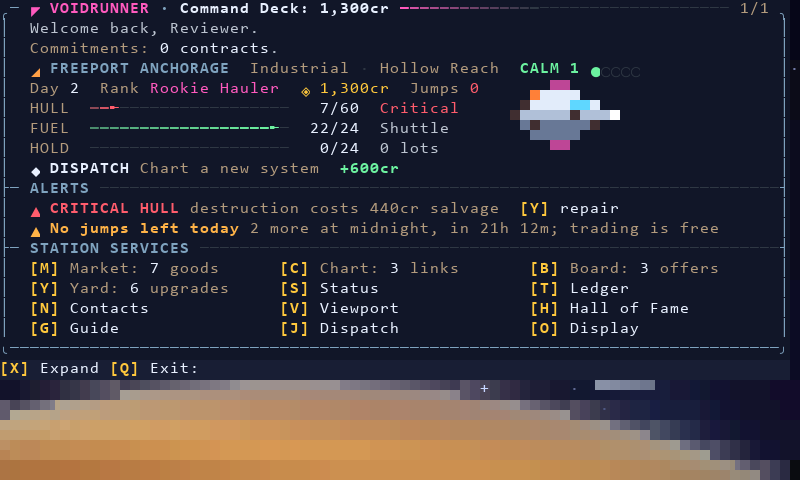 VOIDRUNNER · Command Deck: 1,300cr 1/1
Welcome back, Reviewer.
Commitments: 0 contracts.
FREEPORT ANCHORAGE Industrial · Hollow Reach CALM 1
Day 2 Rank Rookie Hauler 1,300cr Jumps 0
HULL 7/60 Critical
FUEL 22/24 Shuttle
HOLD 0/24 0 lots
DISPATCH Chart a new system +600cr
ALERTS
CRITICAL HULL destruction costs 440cr salvage [Y] repair
No jumps left today 2 more at midnight, in 21h 12m; trading is free
STATION SERVICES
[M] Market: 7 goods [C] Chart: 3 links [B] Board: 3 offers
[Y] Yard: 6 upgrades [S] Status [T] Ledger
[N] Contacts [V] Viewport [H] Hall of Fame
[G] Guide [J] Dispatch [O] Display
[X] Expand [Q] Exit: